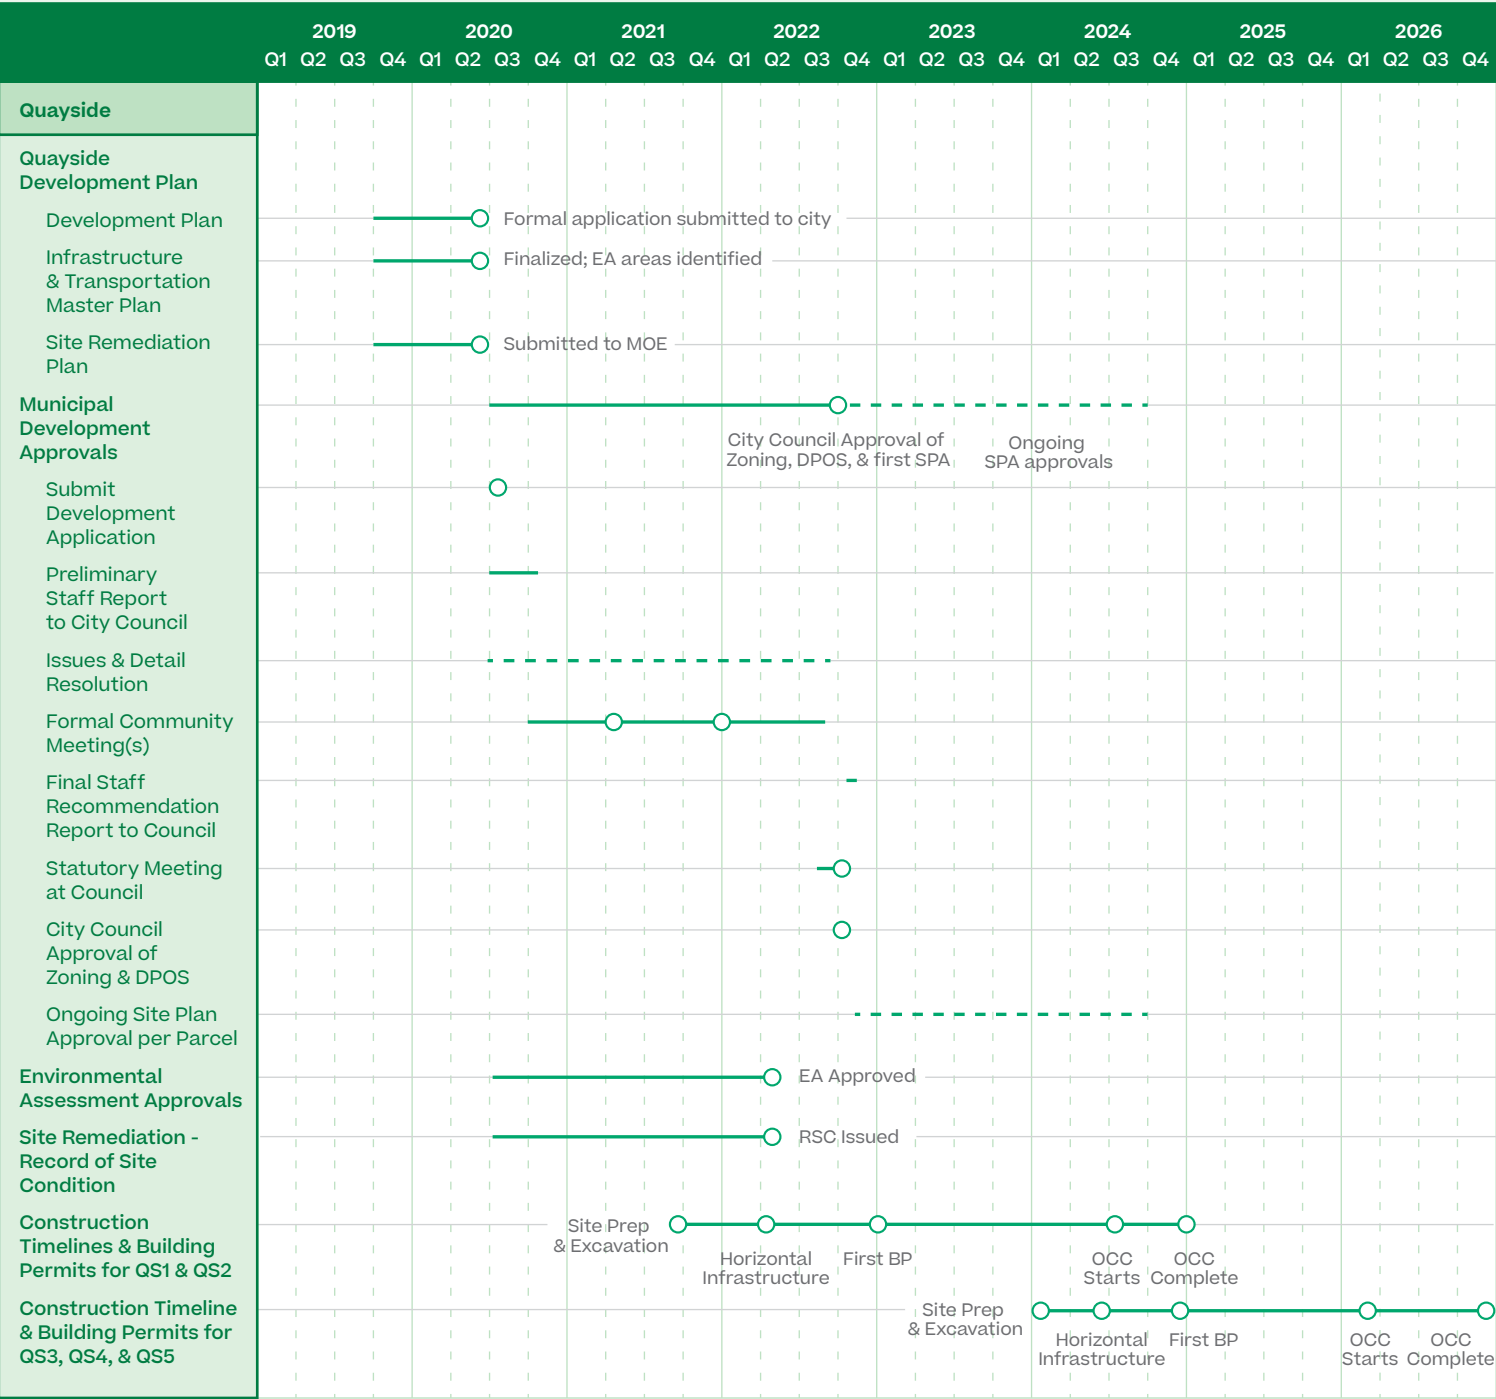 2019 2020 2021 2022 2023 2024 2025 2026
Q1 Q2 Q3 Q4 Q1 Q2 Q3 Q4 Q1 Q2 Q3 Q4 Q1 Q2 Q3 Q4 Q1 Q2 Q3 Q4 Q1 Q2 Q3 Q4 Q1 Q2 Q3 Q4 Q1 Q2 Q3 Q4
Quayside
Quayside
Development Plan
Development Plan
Formal application submitted to city
Infrastructure
& Transportation
Master Plan
Finalized; EA areas identified
Site Remediation
Plan
Submitted to MOE
Municipal
Development
Approvals
City Council Approval of
Zoning, DPOS, & first SPA
Ongoing
SPA approvals
Submit
Development
Application
Preliminary
Staff Report
to City Council
Issues & Detail
Resolution
Formal Community
Meeting(s)
Final Staff
Recommendation
Report to Council
Statutory Meeting
at Council
City Council
Approval of
Zoning & DPOS
Ongoing Site Plan
Approval per Parcel
Environmental
Assessment Approvals
EA Approved
Site Remediation -
Record of Site
Condition
RSC Issued
Construction
Timelines & Building
Permits for QS1 & QS2
Site Prep
& Excavation
Horizontal
Infrastructure
First BP
OCC
Starts
OCC
Complete
Construction Timeline
& Building Permits for
QS3, QS4, & QS5
Site Prep
& Excavation
Horizontal
Infrastructure
First BP
OCC
Starts
OCC
Complete